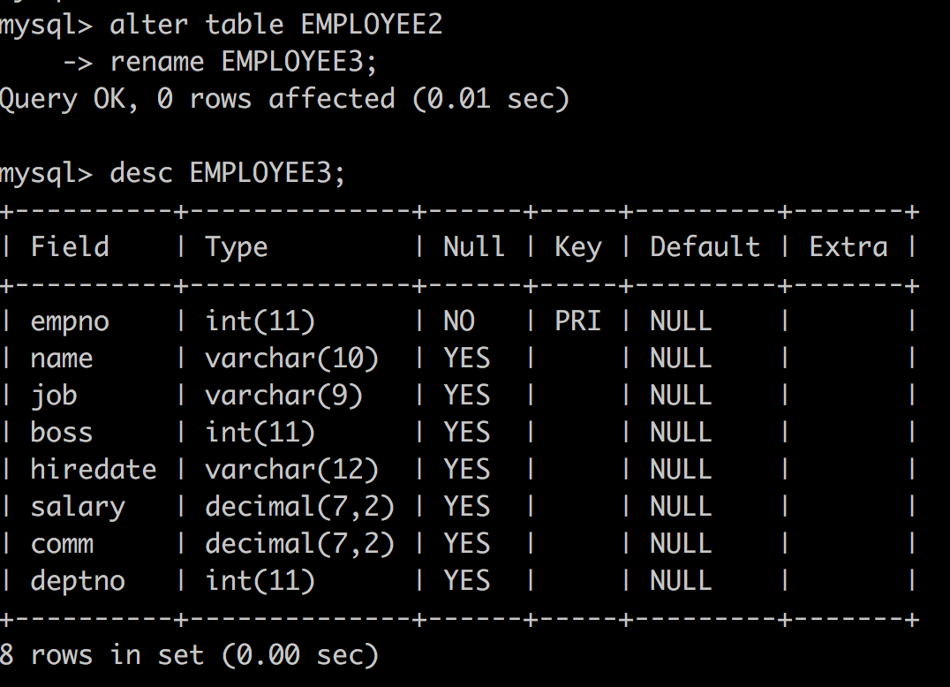 mysql> alter table EMPLOYEE2
    -> rename EMPLOYEE3;
Query OK, 0 rows affected (0.01 sec)

mysql> desc EMPLOYEE3;
+----------+--------------+------+-----+---------+-------+
| Field    | Type         | Null | Key | Default | Extra |
+----------+--------------+------+-----+---------+-------+
| empno    | int(11)      | NO   | PRI | NULL    |       |
| name     | varchar(10)  | YES  |     | NULL    |       |
| job      | varchar(9)   | YES  |     | NULL    |       |
| boss     | int(11)      | YES  |     | NULL    |       |
| hiredate | varchar(12)  | YES  |     | NULL    |       |
| salary   | decimal(7,2) | YES  |     | NULL    |       |
| comm     | decimal(7,2) | YES  |     | NULL    |       |
| deptno   | int(11)      | YES  |     | NULL    |       |
+----------+--------------+------+-----+---------+-------+
8 rows in set (0.00 sec)